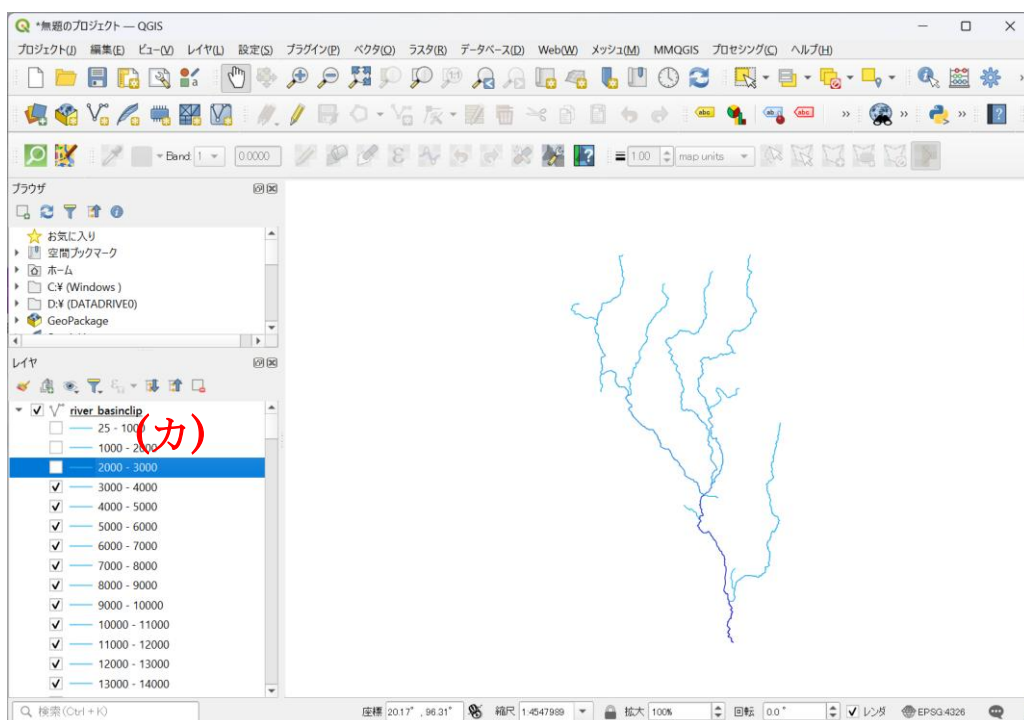 *無題のプロジェクト — QGIS
プロジェクト(J) 編集(E) ビュー(V) レイヤ(L) 設定(S) プラグイン(P) ベクタ(O) ラスタ(R) データベース(D) Web(W) メッシュ(M) MMQGIS プロセシング(C) ヘルプ(H)
abc ab abc » » » ?
Band 1 0.0000 1.00 map units
ブラウザ
お気に入り
空間ブックマーク
ホーム
C:¥ (Windows )
D:¥ (DATADRIVE0)
GeoPackage
レイヤ
river_basinclip
(カ)
25 - 1000
1000 - 2000
2000 - 3000
3000 - 4000
4000 - 5000
5000 - 6000
6000 - 7000
7000 - 8000
8000 - 9000
9000 - 10000
10000 - 11000
11000 - 12000
12000 - 13000
13000 - 14000
検索(Ctrl + K) 座標 20.17° , 96.31° 縮尺 1:4547989 拡大 100% 回転 0.0° レンダ EPSG:4326